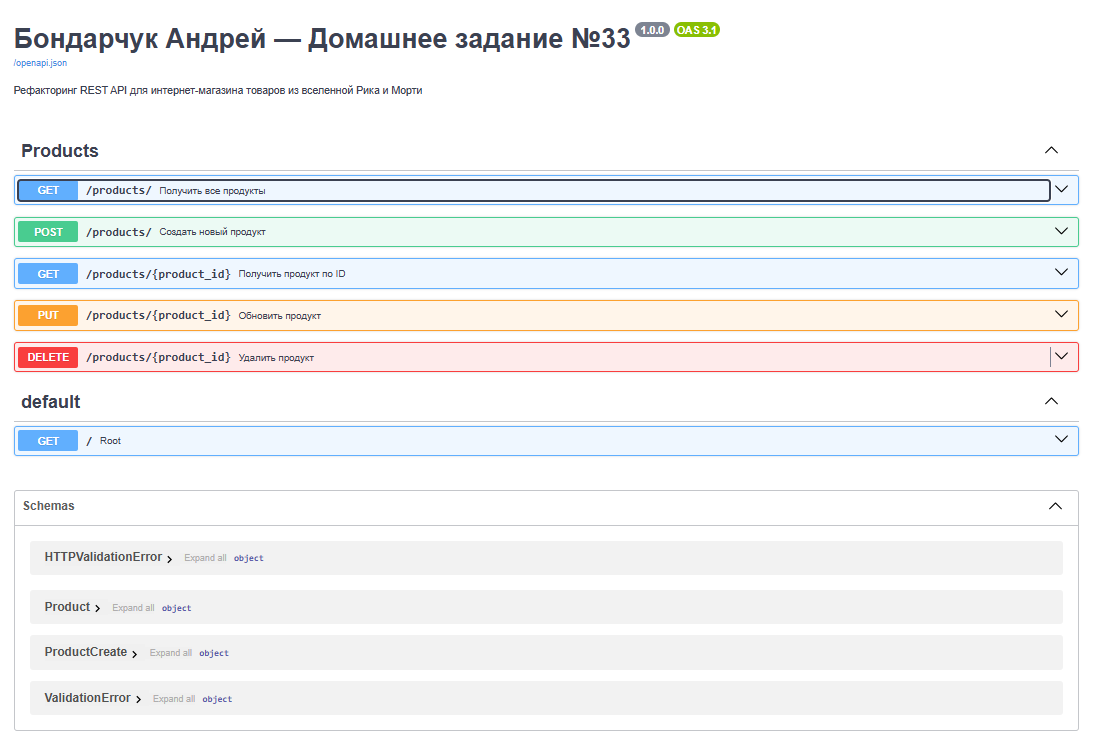 Бондарчук Андрей — Домашнее задание №33 1.0.0 OAS 3.1
/openapi.json
Рефакторинг REST API для интернет-магазина товаров из вселенной Рика и Морти
Products
GET /products/ Получить все продукты
POST /products/ Создать новый продукт
GET /products/{product_id} Получить продукт по ID
PUT /products/{product_id} Обновить продукт
DELETE /products/{product_id} Удалить продукт
default
GET / Root
Schemas
HTTPValidationError Expand all object
Product Expand all object
ProductCreate Expand all object
ValidationError Expand all object